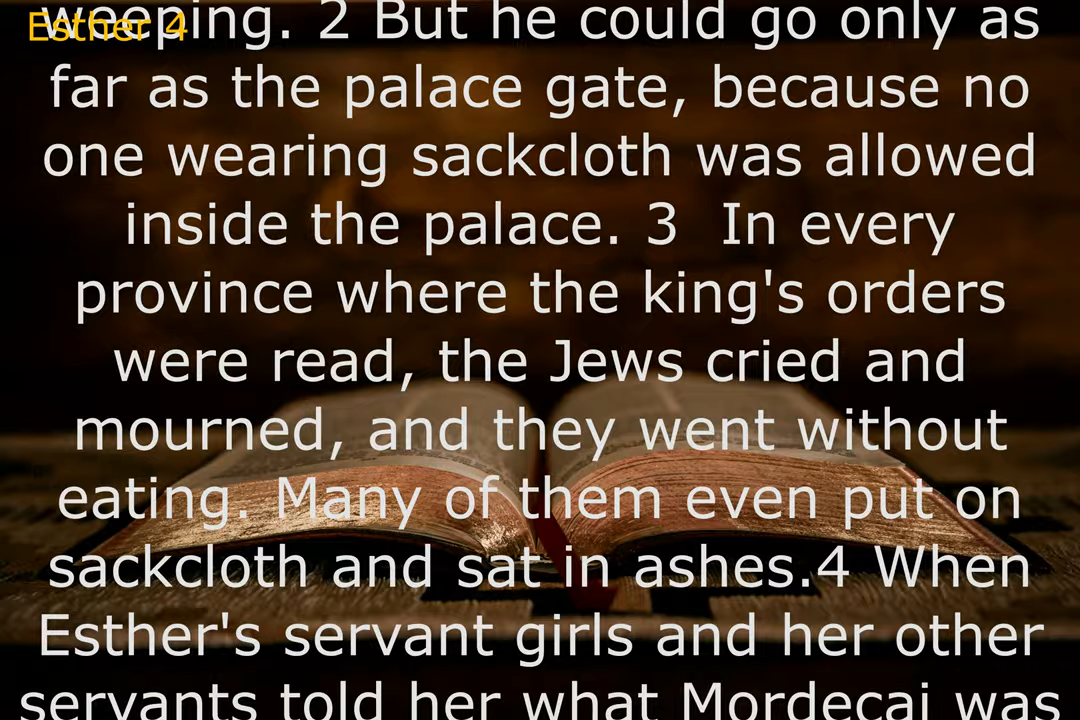 Esther 4
weeping. 2 But he could go only as
far as the palace gate, because no
one wearing sackcloth was allowed
inside the palace. 3  In every
province where the king's orders
were read, the Jews cried and
mourned, and they went without
eating. Many of them even put on
sackcloth and sat in ashes.4 When
Esther's servant girls and her other
servants told her what Mordecai was